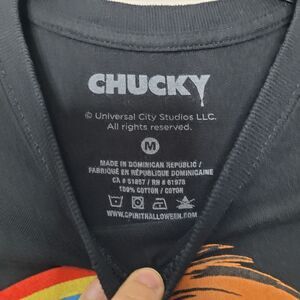 CHUCKY
© Universal City Studios LLC.
All rights reserved.
M
MADE IN DOMINICAN REPUBLIC /
FABRIQUÉ EN RÉPUBLIQUE DOMINICAINE
CA # 51857 / RN # 61978
100% COTTON / COTON
WWW.SPIRITHALLOWEEN.COM